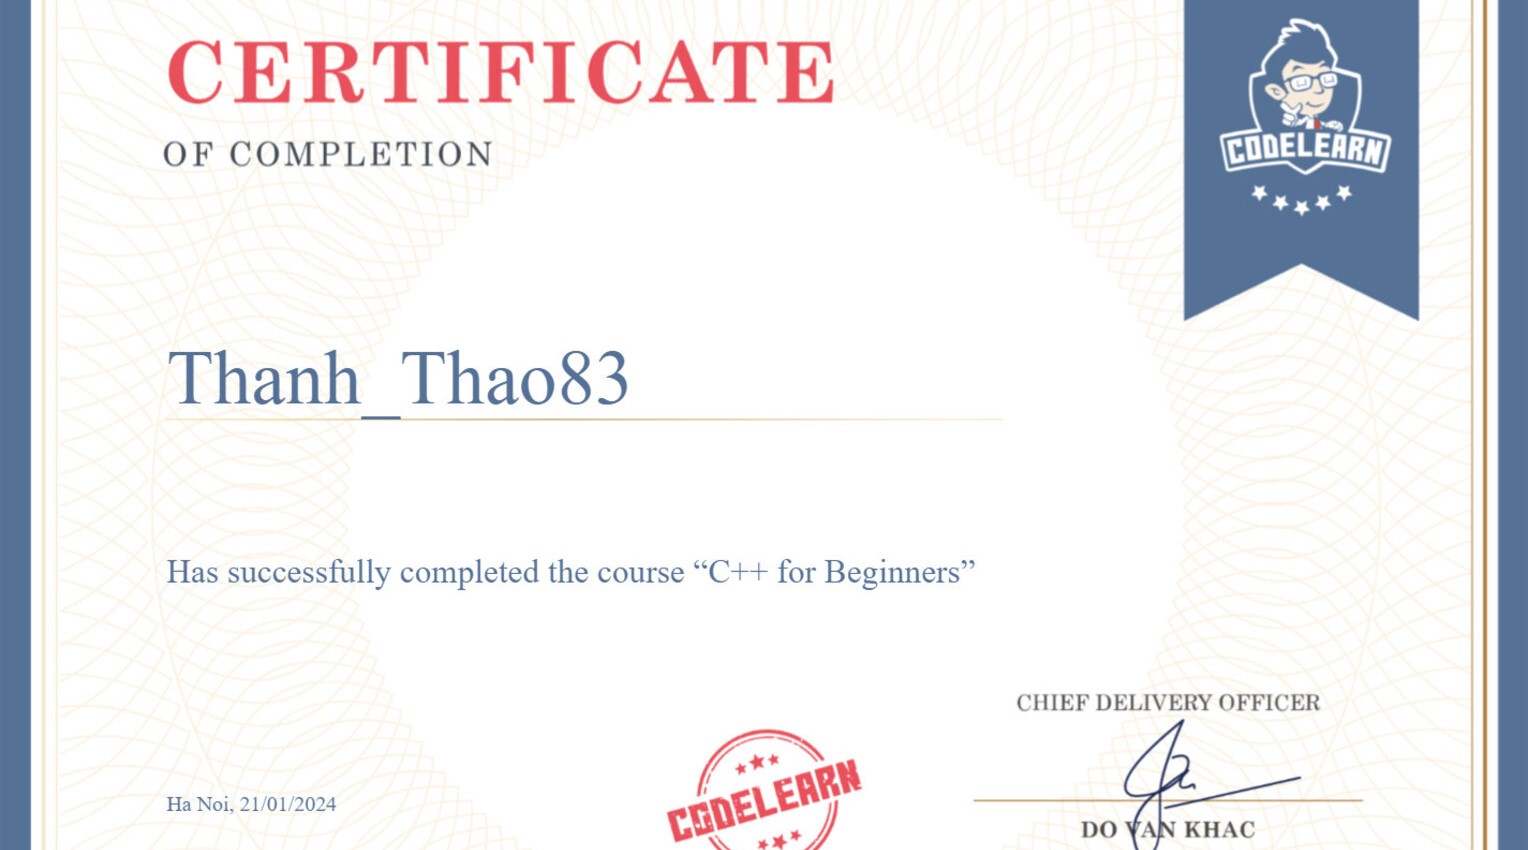 CERTIFICATE
OF COMPLETION
CODELEARN
Thanh_Thao83
Has successfully completed the course “C++ for Beginners”
CHIEF DELIVERY OFFICER
CODELEARN
Ha Noi, 21/01/2024
DO VAN KHAC